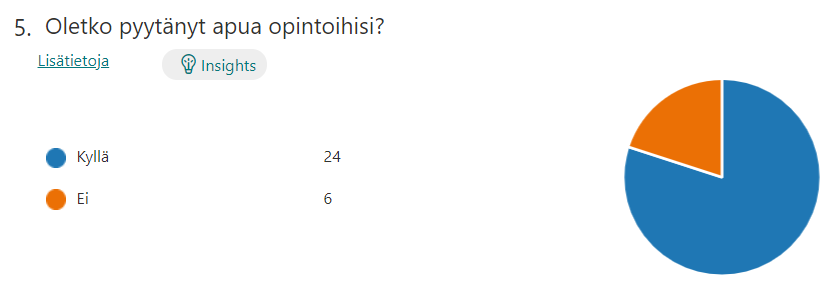 5. Oletko pyytänyt apua opintoihisi?
Lisätietoja Insights
Kyllä 24
Ei 6